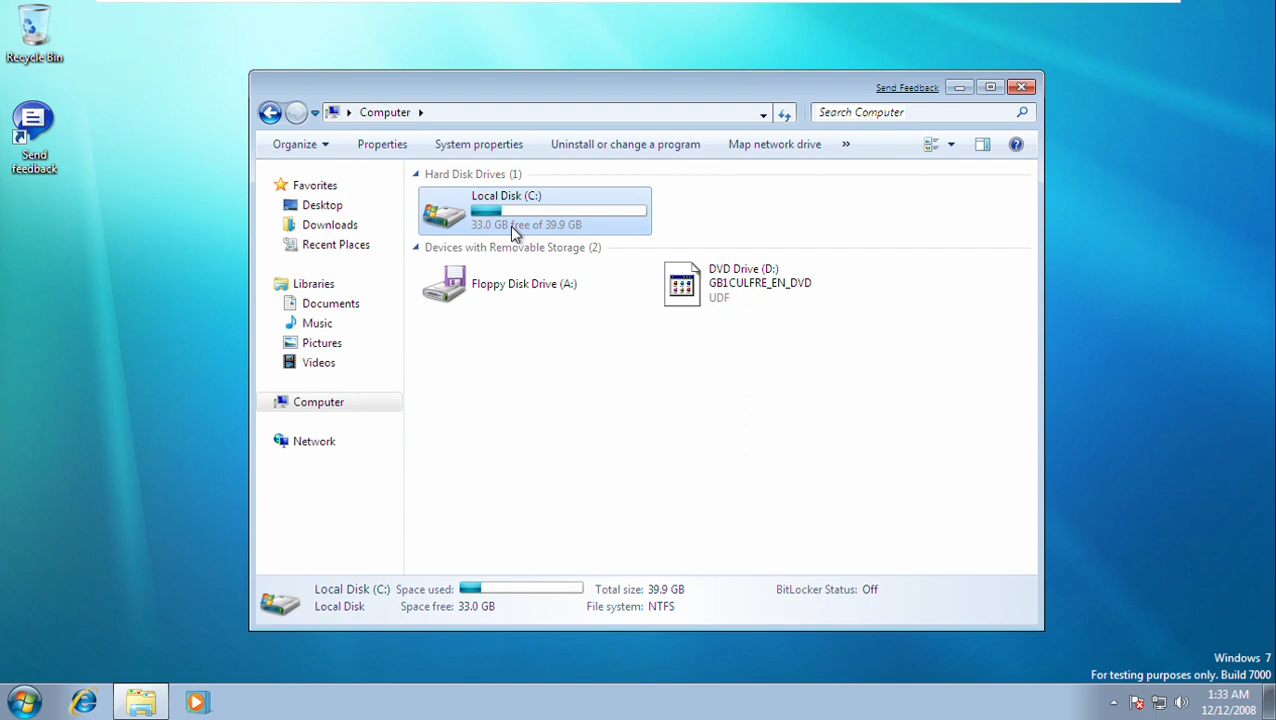 Recycle Bin
Send
feedback
Send Feedback
Computer
Search Computer
Organize
Properties
System properties
Uninstall or change a program
Map network drive
»
Favorites
Desktop
Downloads
Recent Places
Libraries
Documents
Music
Pictures
Videos
Computer
Network
Hard Disk Drives (1)
Local Disk (C:)
33.0 GB free of 39.9 GB
Devices with Removable Storage (2)
Floppy Disk Drive (A:)
DVD Drive (D:)
GB1CULFRE_EN_DVD
UDF
Local Disk (C:) Space used: Total size: 39.9 GB BitLocker Status: Off
Local Disk Space free: 33.0 GB File system: NTFS
Windows 7
For testing purposes only. Build 7000
1:33 AM
12/12/2008